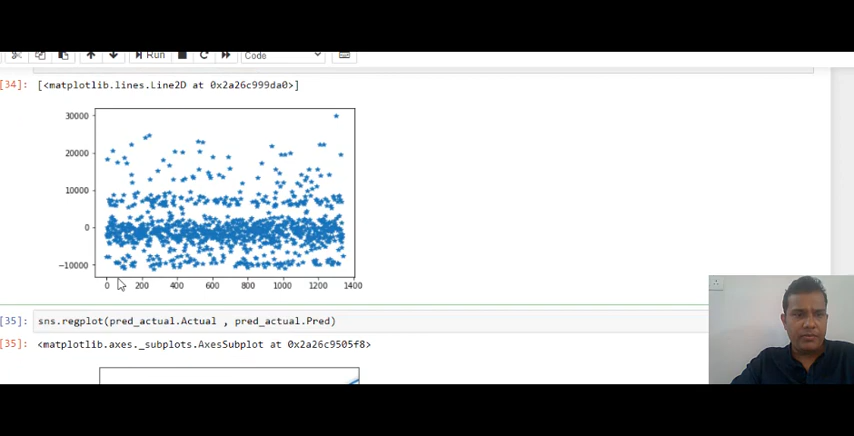 Run
Code
[34]:
[<matplotlib.lines.Line2D at 0x2a26c999da0>]
30000
20000
10000
0
−10000
0 200 400 600 800 1000 1200 1400
[35]: sns.regplot(pred_actual.Actual , pred_actual.Pred)
[35]: <matplotlib.axes._subplots.AxesSubplot at 0x2a26c9505f8>